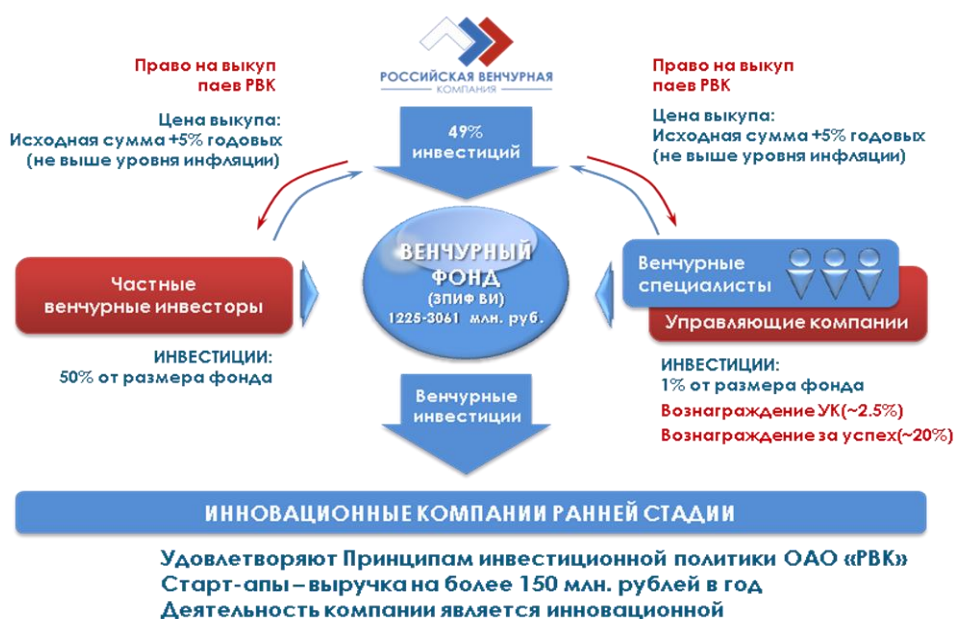 РОССИЙСКАЯ ВЕНЧУРНАЯ
КОМПАНИЯ
Право на выкуп
паев РВК
Цена выкупа:
Исходная сумма +5% годовых
(не выше уровня инфляции)
49%
инвестиций
Право на выкуп
паев РВК
Цена выкупа:
Исходная сумма +5% годовых
(не выше уровня инфляции)
Частные
венчурные инвесторы
ИНВЕСТИЦИИ:
50% от размера фонда
ВЕНЧУРНЫЙ
ФОНД
(ЗПИФ ВИ)
1225-3061 млн. руб.
Венчурные
специалисты
Управляющие компании
ИНВЕСТИЦИИ:
1% от размера фонда
Вознаграждение УК(~2.5%)
Вознаграждение за успех(~20%)
Венчурные
инвестиции
ИННОВАЦИОННЫЕ КОМПАНИИ РАННЕЙ СТАДИИ
Удовлетворяют Принципам инвестиционной политики ОАО «РВК»
Старт-апы – выручка на более 150 млн. рублей в год
Деятельность компании является инновационной